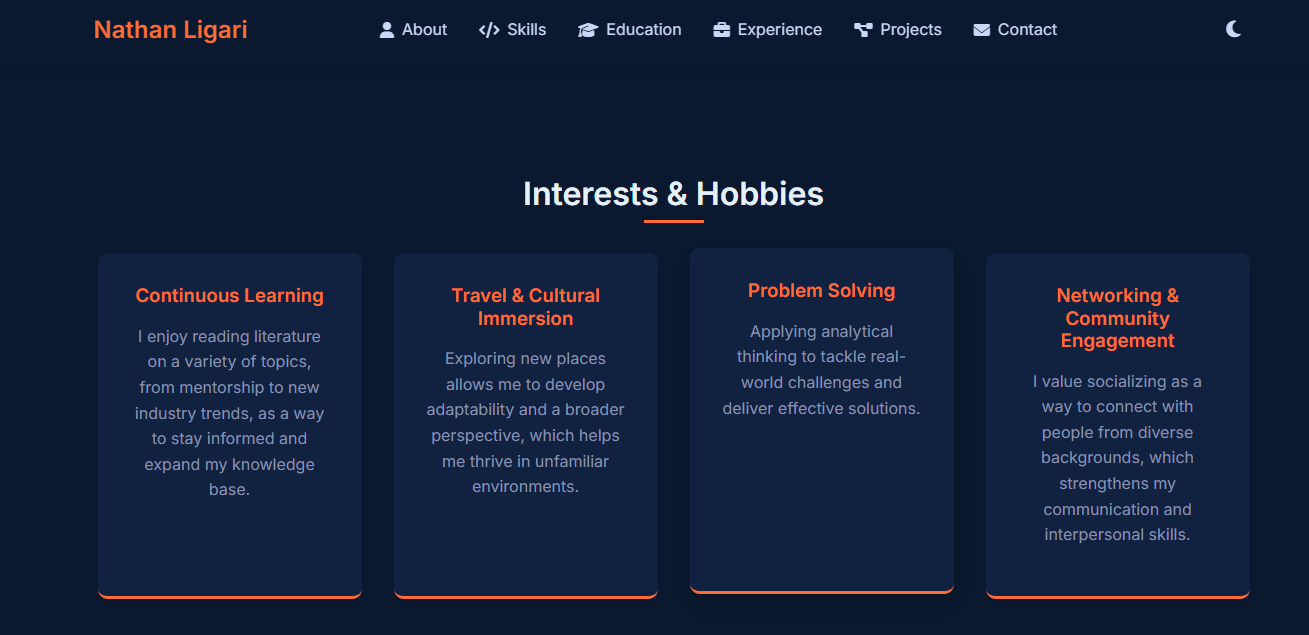 Nathan Ligari
About
Skills
Education
Experience
Projects
Contact
Interests & Hobbies
Continuous Learning
I enjoy reading literature
on a variety of topics,
from mentorship to new
industry trends, as a way
to stay informed and
expand my knowledge
base.
Travel & Cultural
Immersion
Exploring new places
allows me to develop
adaptability and a broader
perspective, which helps
me thrive in unfamiliar
environments.
Problem Solving
Applying analytical
thinking to tackle real-
world challenges and
deliver effective solutions.
Networking &
Community
Engagement
I value socializing as a
way to connect with
people from diverse
backgrounds, which
strengthens my
communication and
interpersonal skills.